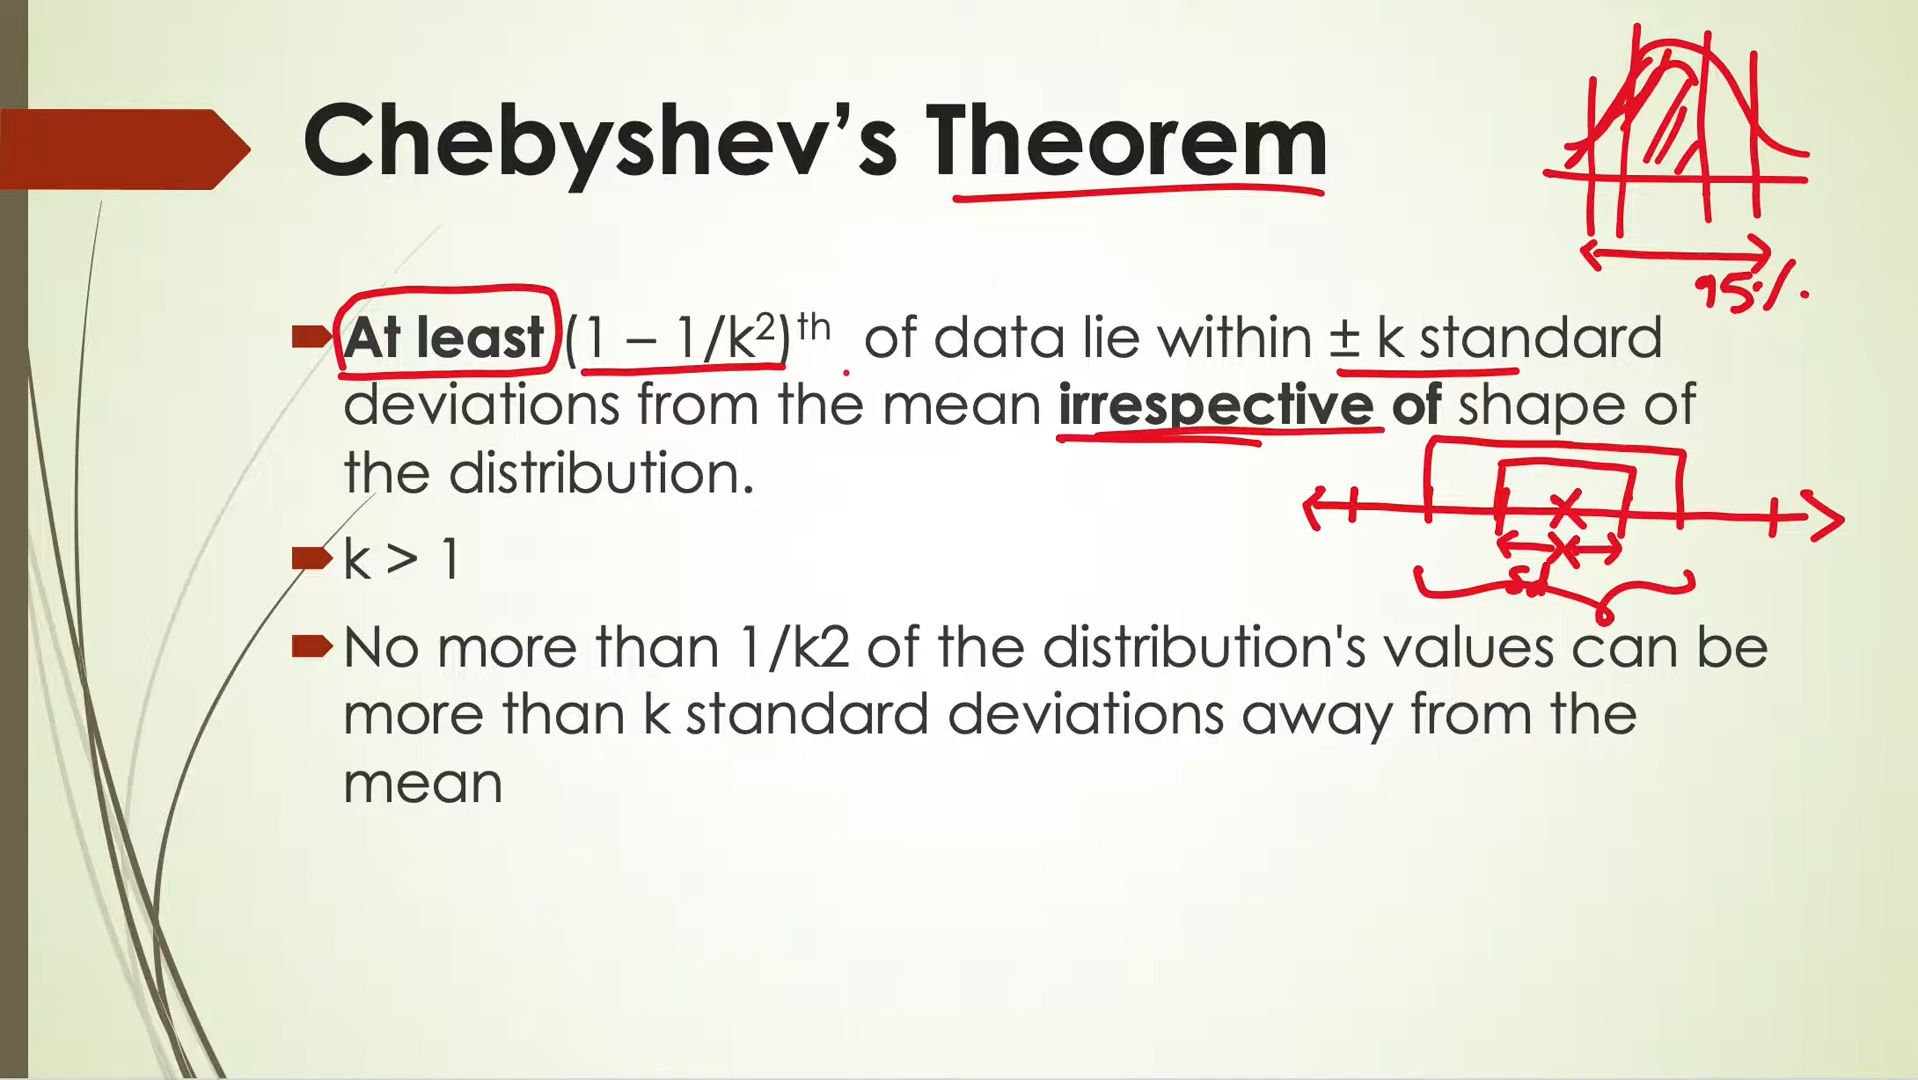 Chebyshev’s Theorem
95%.
At least (1 – 1/k²)ᵗʰ of data lie within ± k standard
deviations from the mean irrespective of shape of
the distribution.
k > 1
No more than 1/k2 of the distribution's values can be
more than k standard deviations away from the
mean